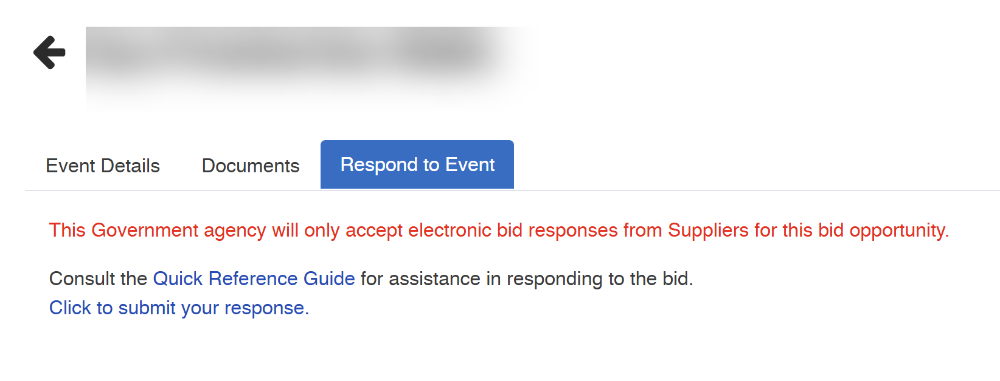 Event Details Documents Respond to Event
This Government agency will only accept electronic bid responses from Suppliers for this bid opportunity.
Consult the Quick Reference Guide for assistance in responding to the bid.
Click to submit your response.